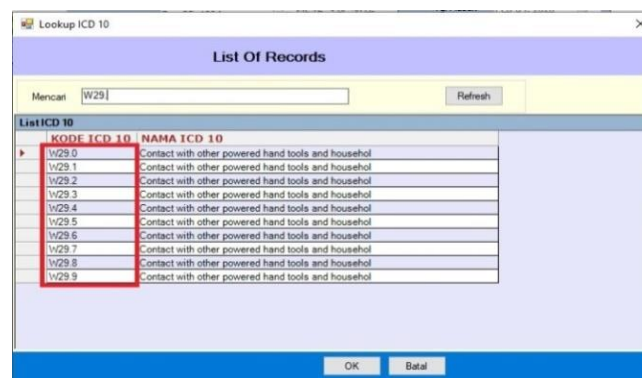 Lookup ICD 10
List Of Records
Mencari W29. Refresh
List ICD 10
KODE ICD 10 NAMA ICD 10
W29.0 Contact with other powered hand tools and househol
W29.1 Contact with other powered hand tools and househol
W29.2 Contact with other powered hand tools and househol
W29.3 Contact with other powered hand tools and househol
W29.4 Contact with other powered hand tools and househol
W29.5 Contact with other powered hand tools and househol
W29.6 Contact with other powered hand tools and househol
W29.7 Contact with other powered hand tools and househol
W29.8 Contact with other powered hand tools and househol
W29.9 Contact with other powered hand tools and househol
OK Batal